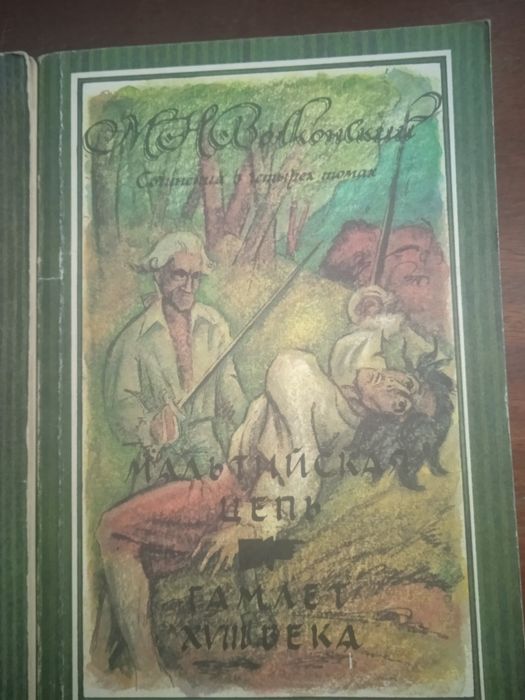 М. Н. Волконский
Сочинения в четырех томах
МАЛЬТИЙСКАЯ
ЦЕПЬ
ГАМЛЕТ
XVIII ВЕКА